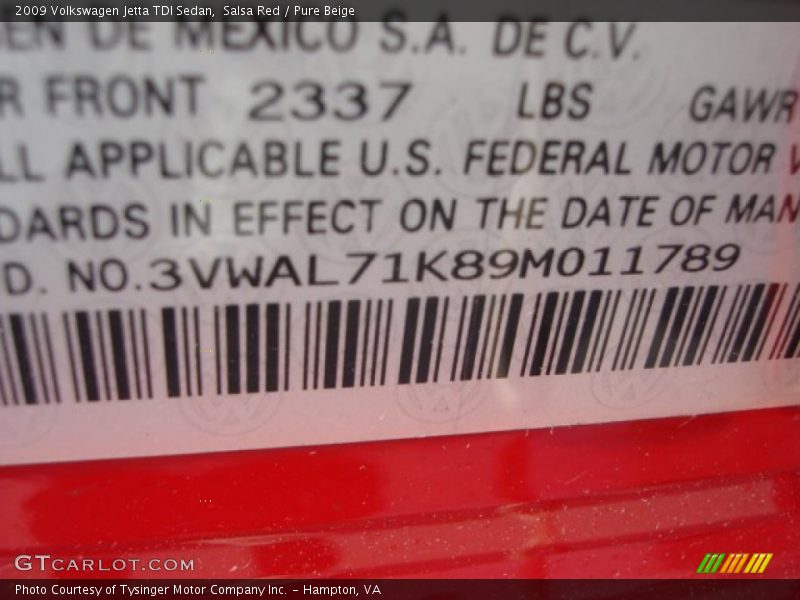 2009 Volkswagen Jetta TDI Sedan, Salsa Red / Pure Beige
DE MEXICO S.A. DE C.V.
R FRONT 2337 LBS GAWR
LL APPLICABLE U.S. FEDERAL MOTOR V
DARDS IN EFFECT ON THE DATE OF MAN
D. NO.3VWAL71K89M011789
GTCARLOT.COM
Photo Courtesy of Tysinger Motor Company Inc. - Hampton, VA